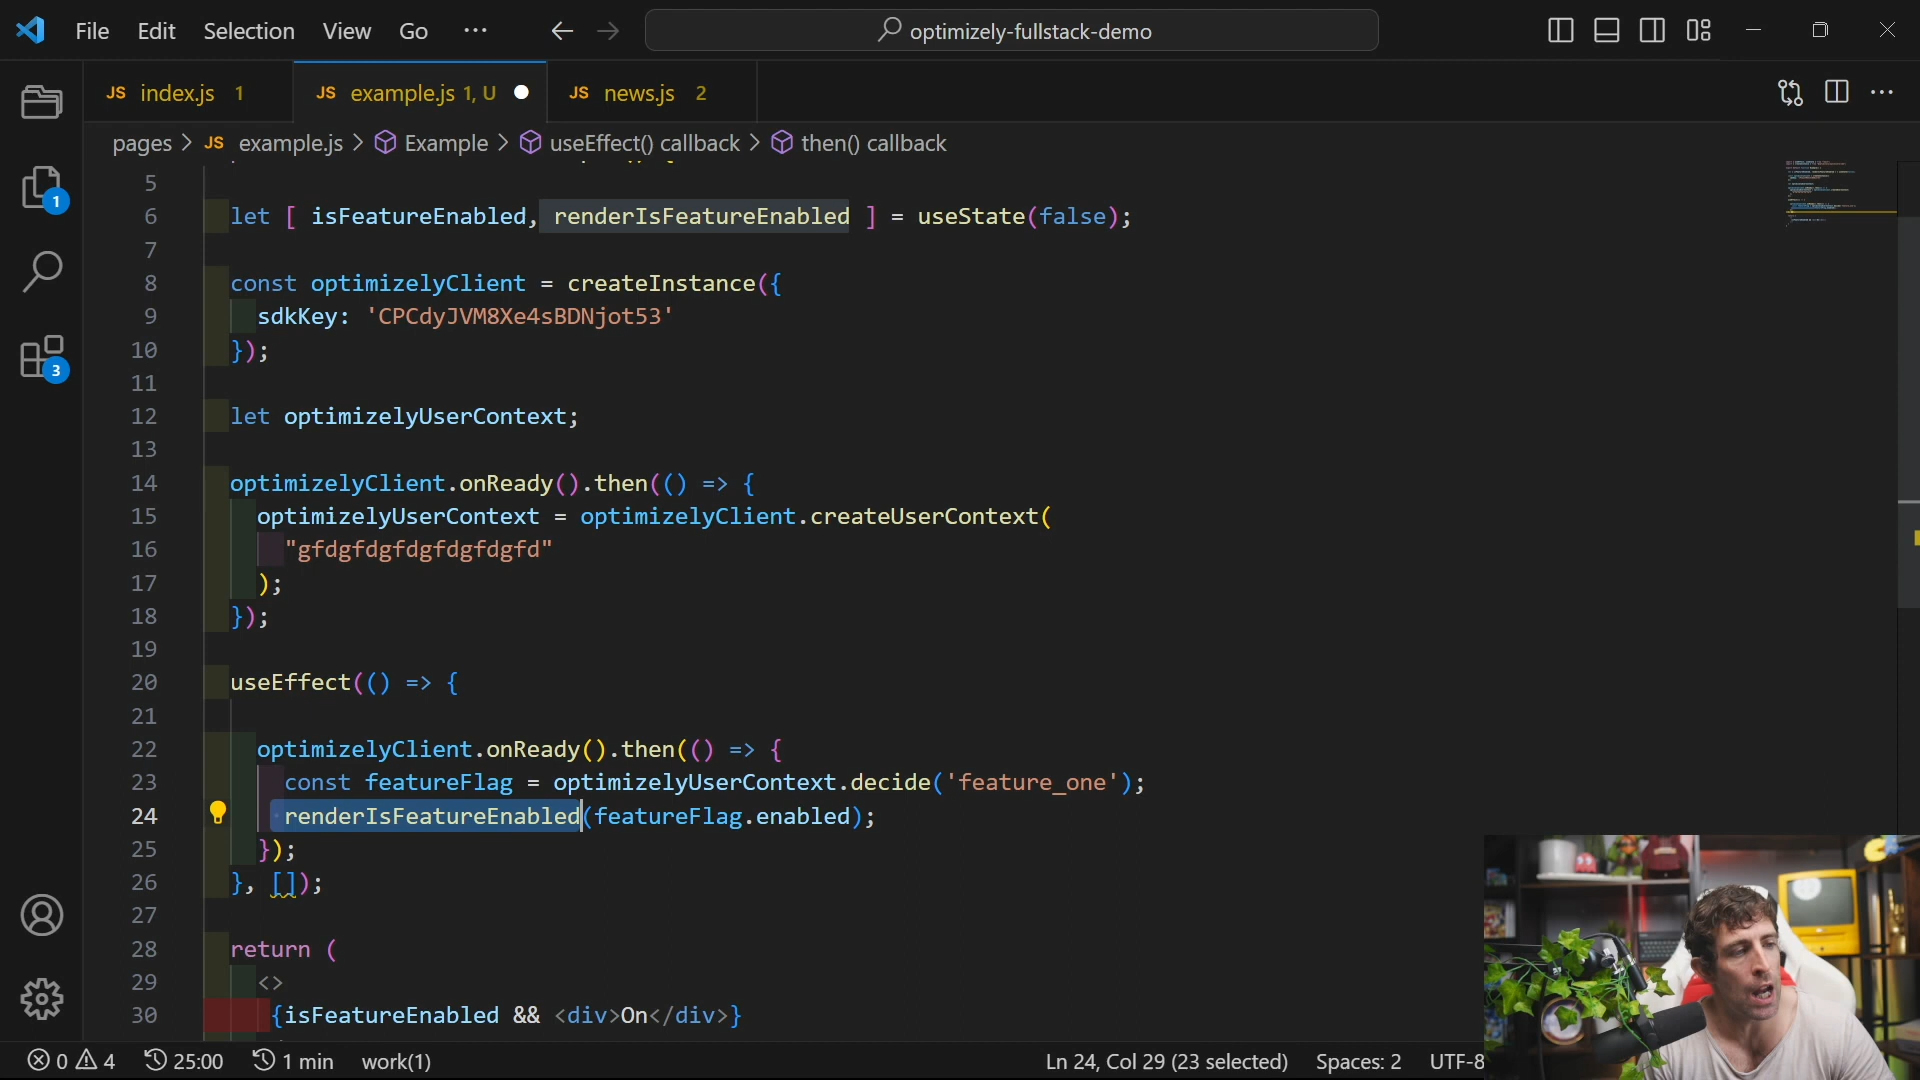 File Edit Selection View Go ··· optimizely-fullstack-demo
JS index.js 1 JS example.js 1, U JS news.js 2
pages > JS example.js > Example > useEffect() callback > then() callback
1
3
5
6 let [ isFeatureEnabled, renderIsFeatureEnabled ] = useState(false);
7
8 const optimizelyClient = createInstance({
9 sdkKey: 'CPCdyJVM8Xe4sBDNjot53'
10 });
11
12 let optimizelyUserContext;
13
14 optimizelyClient.onReady().then(() => {
15 optimizelyUserContext = optimizelyClient.createUserContext(
16 "gfdgfdgfdgfdgfdgfd"
17 );
18 });
19
20 useEffect(() => {
21
22 optimizelyClient.onReady().then(() => {
23 const featureFlag = optimizelyUserContext.decide('feature_one');
24 renderIsFeatureEnabled(featureFlag.enabled);
25 });
26 }, []);
27
28 return (
29 <>
30 {isFeatureEnabled && <div>On</div>}
0 4 25:00 1 min work(1) Ln 24, Col 29 (23 selected) Spaces: 2 UTF-8